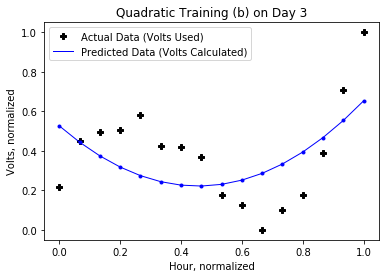 Quadratic Training (b) on Day 3
Actual Data (Volts Used)
Predicted Data (Volts Calculated)
Volts, normalized
1.0
0.8
0.6
0.4
0.2
0.0
0.0 0.2 0.4 0.6 0.8 1.0
Hour, normalized